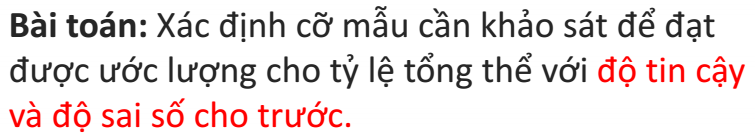 Bài toán: Xác định cỡ mẫu cần khảo sát để đạt
được ước lượng cho tỷ lệ tổng thể với độ tin cậy
và độ sai số cho trước.